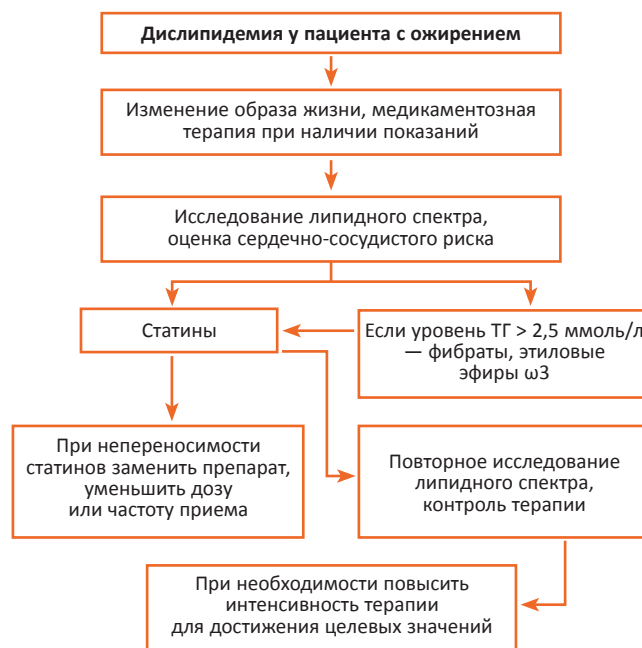 Дислипидемия у пациента с ожирением
Изменение образа жизни, медикаментозная
терапия при наличии показаний
Исследование липидного спектра,
оценка сердечно-сосудистого риска
Статины
Если уровень ТГ > 2,5 ммоль/л
— фибраты, этиловые
эфиры ω3
При непереносимости
статинов заменить препарат,
уменьшить дозу
или частоту приема
Повторное исследование
липидного спектра,
контроль терапии
При необходимости повысить
интенсивность терапии
для достижения целевых значений